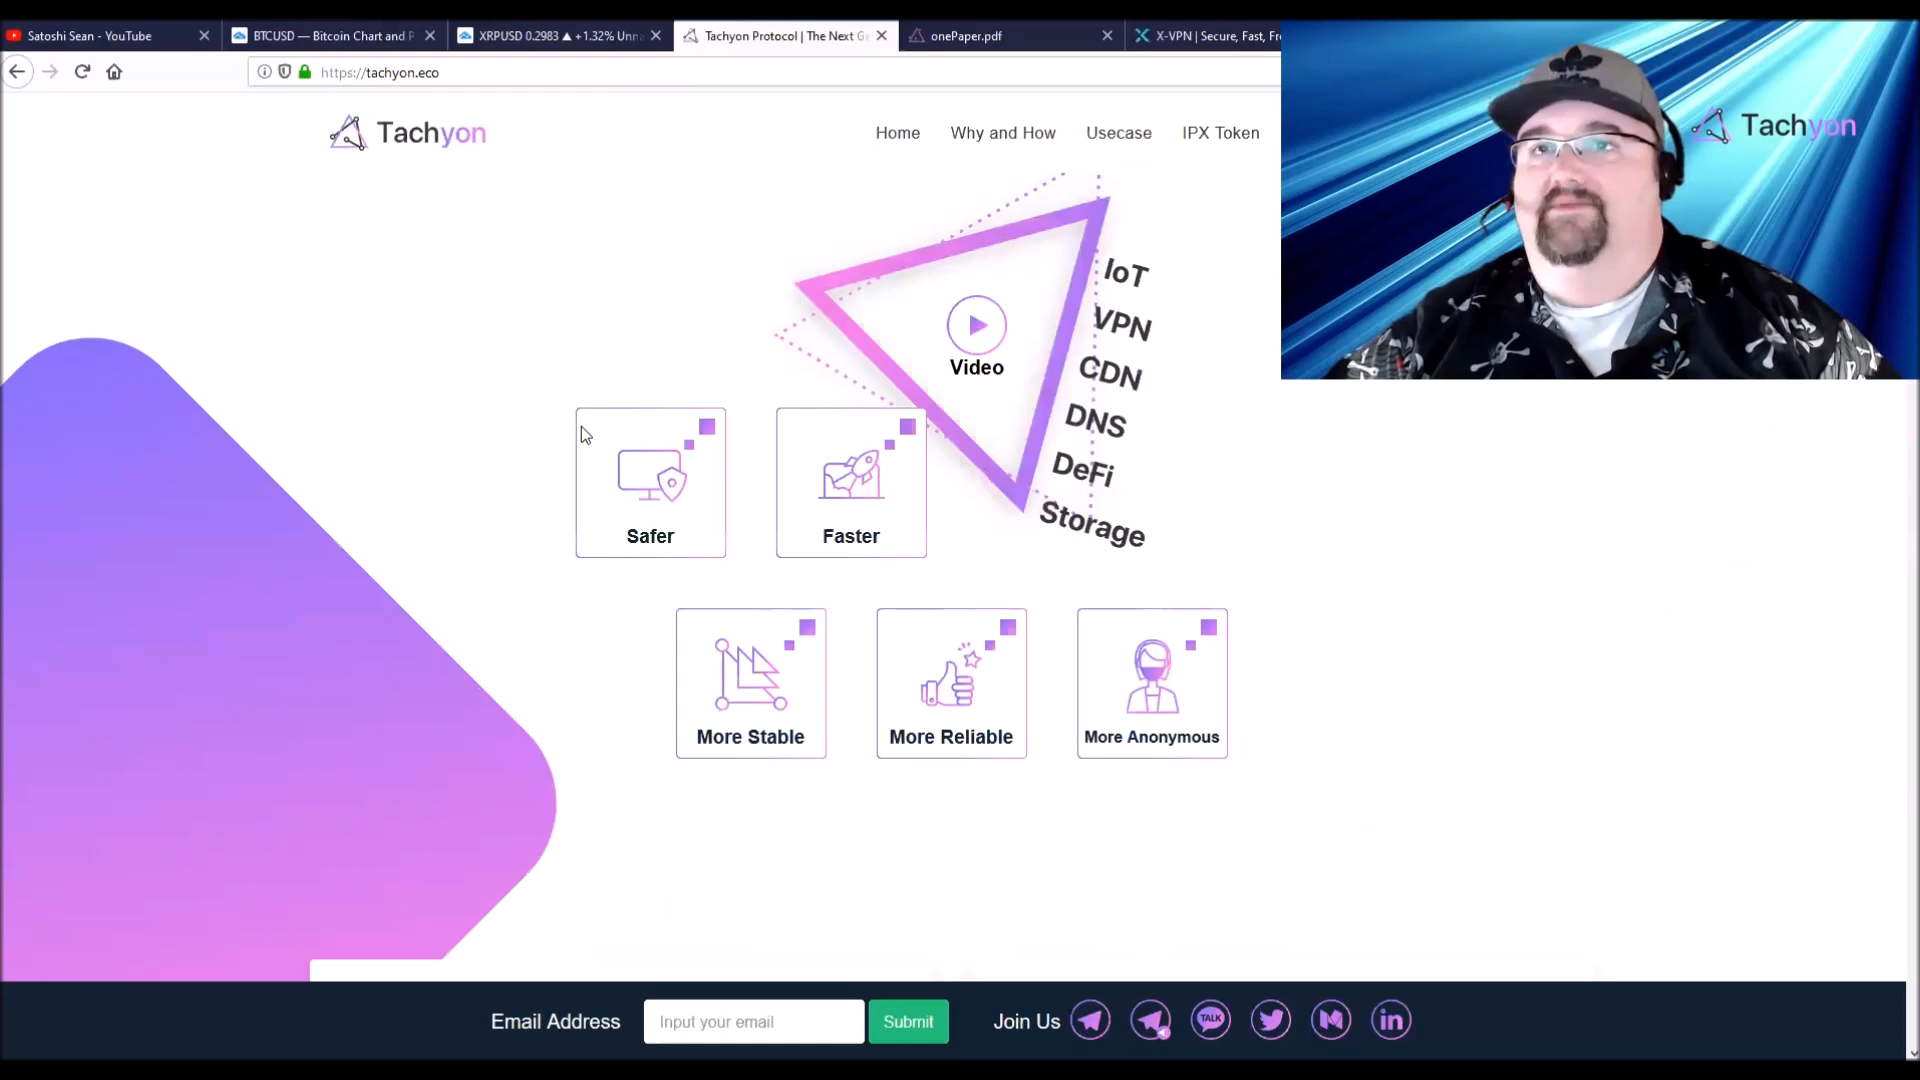 Satoshi Sean - YouTube
BTCUSD — Bitcoin Chart and P
XRPUSD 0.2983 ▲ +1.32% Unna
Tachyon Protocol | The Next Ge
onePaper.pdf
X-VPN | Secure, Fast, Fre
https://tachyon.eco
Tachyon
Home
Why and How
Usecase
IPX Token
Tachyon
IoT
VPN
CDN
DNS
DeFi
Storage
Video
Safer
Faster
More Stable
More Reliable
More Anonymous
Email Address
Input your email
Submit
Join Us
TALK